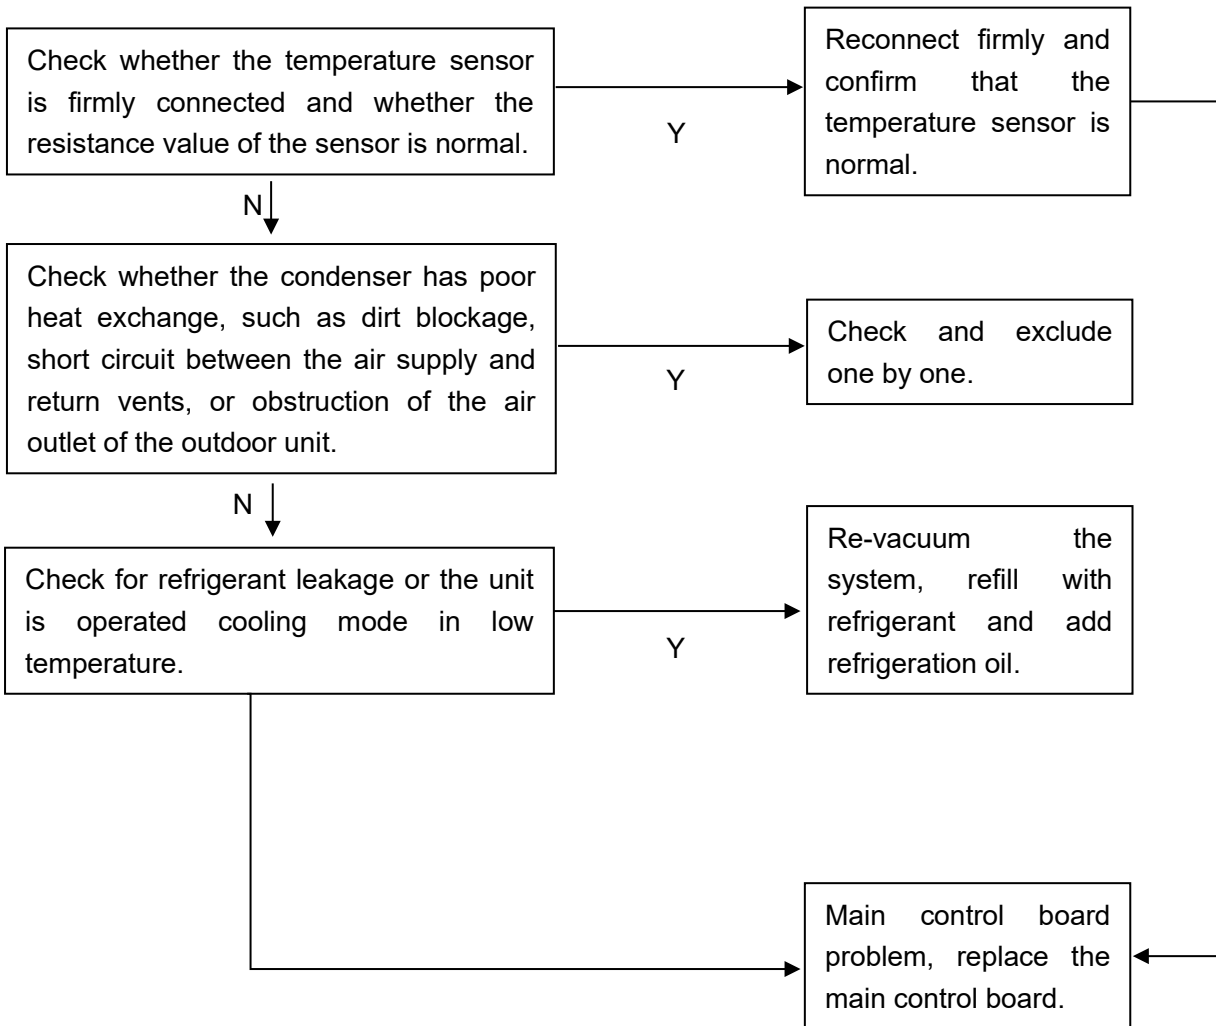 Check whether the temperature sensor
is firmly connected and whether the
resistance value of the sensor is normal.
Y
Reconnect firmly and
confirm that the
temperature sensor is
normal.
N
Check whether the condenser has poor
heat exchange, such as dirt blockage,
short circuit between the air supply and
return vents, or obstruction of the air
outlet of the outdoor unit.
Y
Check and exclude
one by one.
N
Check for refrigerant leakage or the unit
is operated cooling mode in low
temperature.
Y
Re-vacuum the
system, refill with
refrigerant and add
refrigeration oil.
Main control board
problem, replace the
main control board.